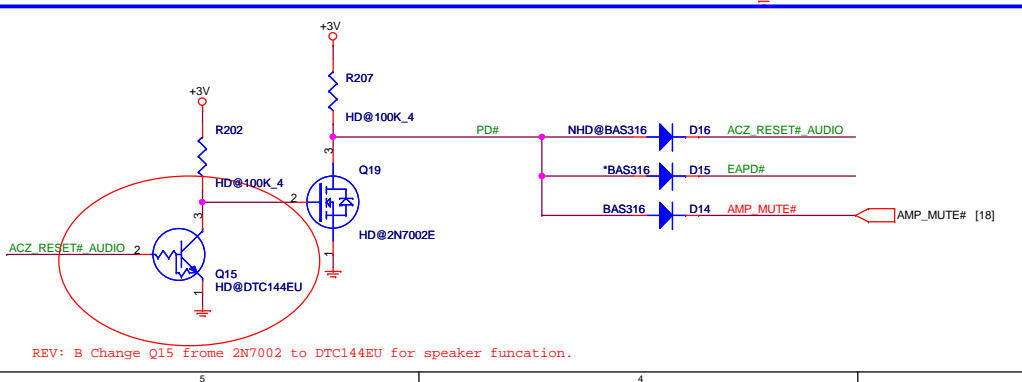 +3V
R207
+3V
HD@100K_4
R202
PD#
NHD@BAS316
D16
ACZ_RESET#_AUDIO
3
Q19
*BAS316
D15
EAPD#
HD@100K_4
2
3
BAS316
D14
AMP_MUTE#
AMP_MUTE# [18]
HD@2N7002E
ACZ_RESET#_AUDIO
2
1
Q15
HD@DTC144EU
1
REV: B Change Q15 frome 2N7002 to DTC144EU for speaker funcation.
5
4